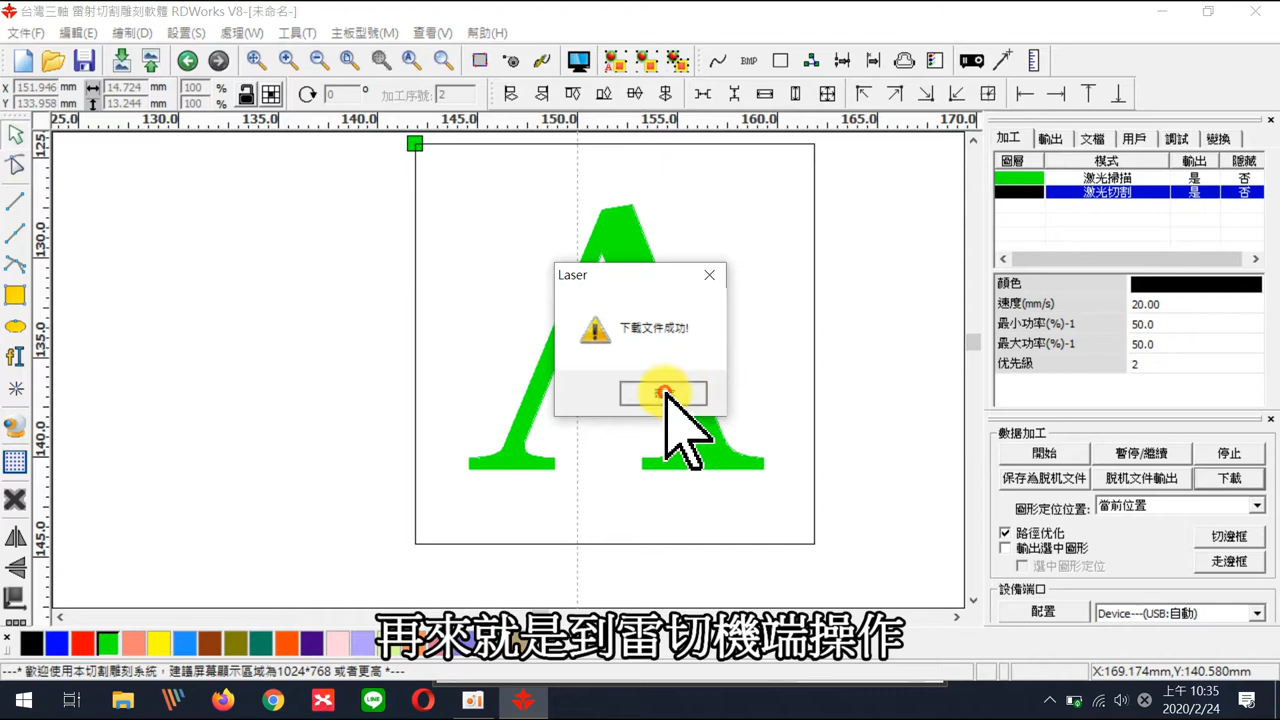 台灣三軸 雷射切割雕刻軟體 RDWorks V8-[未命名-]
文件(F) 編輯(E) 繪制(D) 設置(S) 處理(W) 工具(T) 主板型號(M) 查看(V) 幫助(H)
X 151.946 mm 14.724 mm 100 % 0 ° 加工序號: 2
Y 133.958 mm 13.244 mm 100 %
25.0 130.0 135.0 140.0 145.0 150.0 155.0 160.0 165.0 170.0
125
130.0
135.0
140.0
145.0
A
Laser
下載文件成功!
加工 輸出 文檔 用戶 調試 變換
圖層 模式 輸出 隱藏
激光掃描 是 否
激光切割 是 否
顏色
速度(mm/s) 20.00
最小功率(%)-1 50.0
最大功率(%)-1 50.0
优先級 2
數据加工
開始 暫停/繼續 停止
保存為脫机文件 脫机文件輸出 下載
圖形定位位置: 當前位置
路徑优化 切邊框
輸出選中圖形
選中圖形定位 走邊框
設備端口
配置 Device---(USB:自動)
再來就是到雷切機端操作
---* 歡迎使用本切割雕刻系統，建議屏幕顯示區域為1024*768 或者更高 *---
X:169.174mm,Y:140.580mm
上午 10:35
2020/2/24